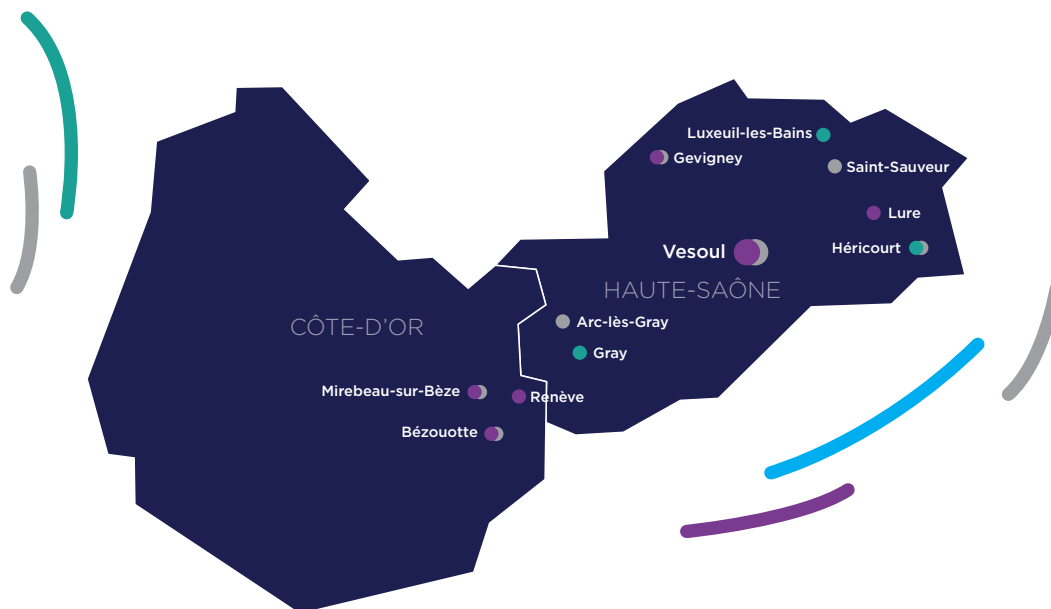 Luxeuil-les-Bains
Gevigney
Saint-Sauveur
Lure
Héricourt
Vesoul
HAUTE-SAÔNE
Arc-lès-Gray
CÔTE-D’OR
Gray
Mirebeau-sur-Bèze
Renève
Bézouotte